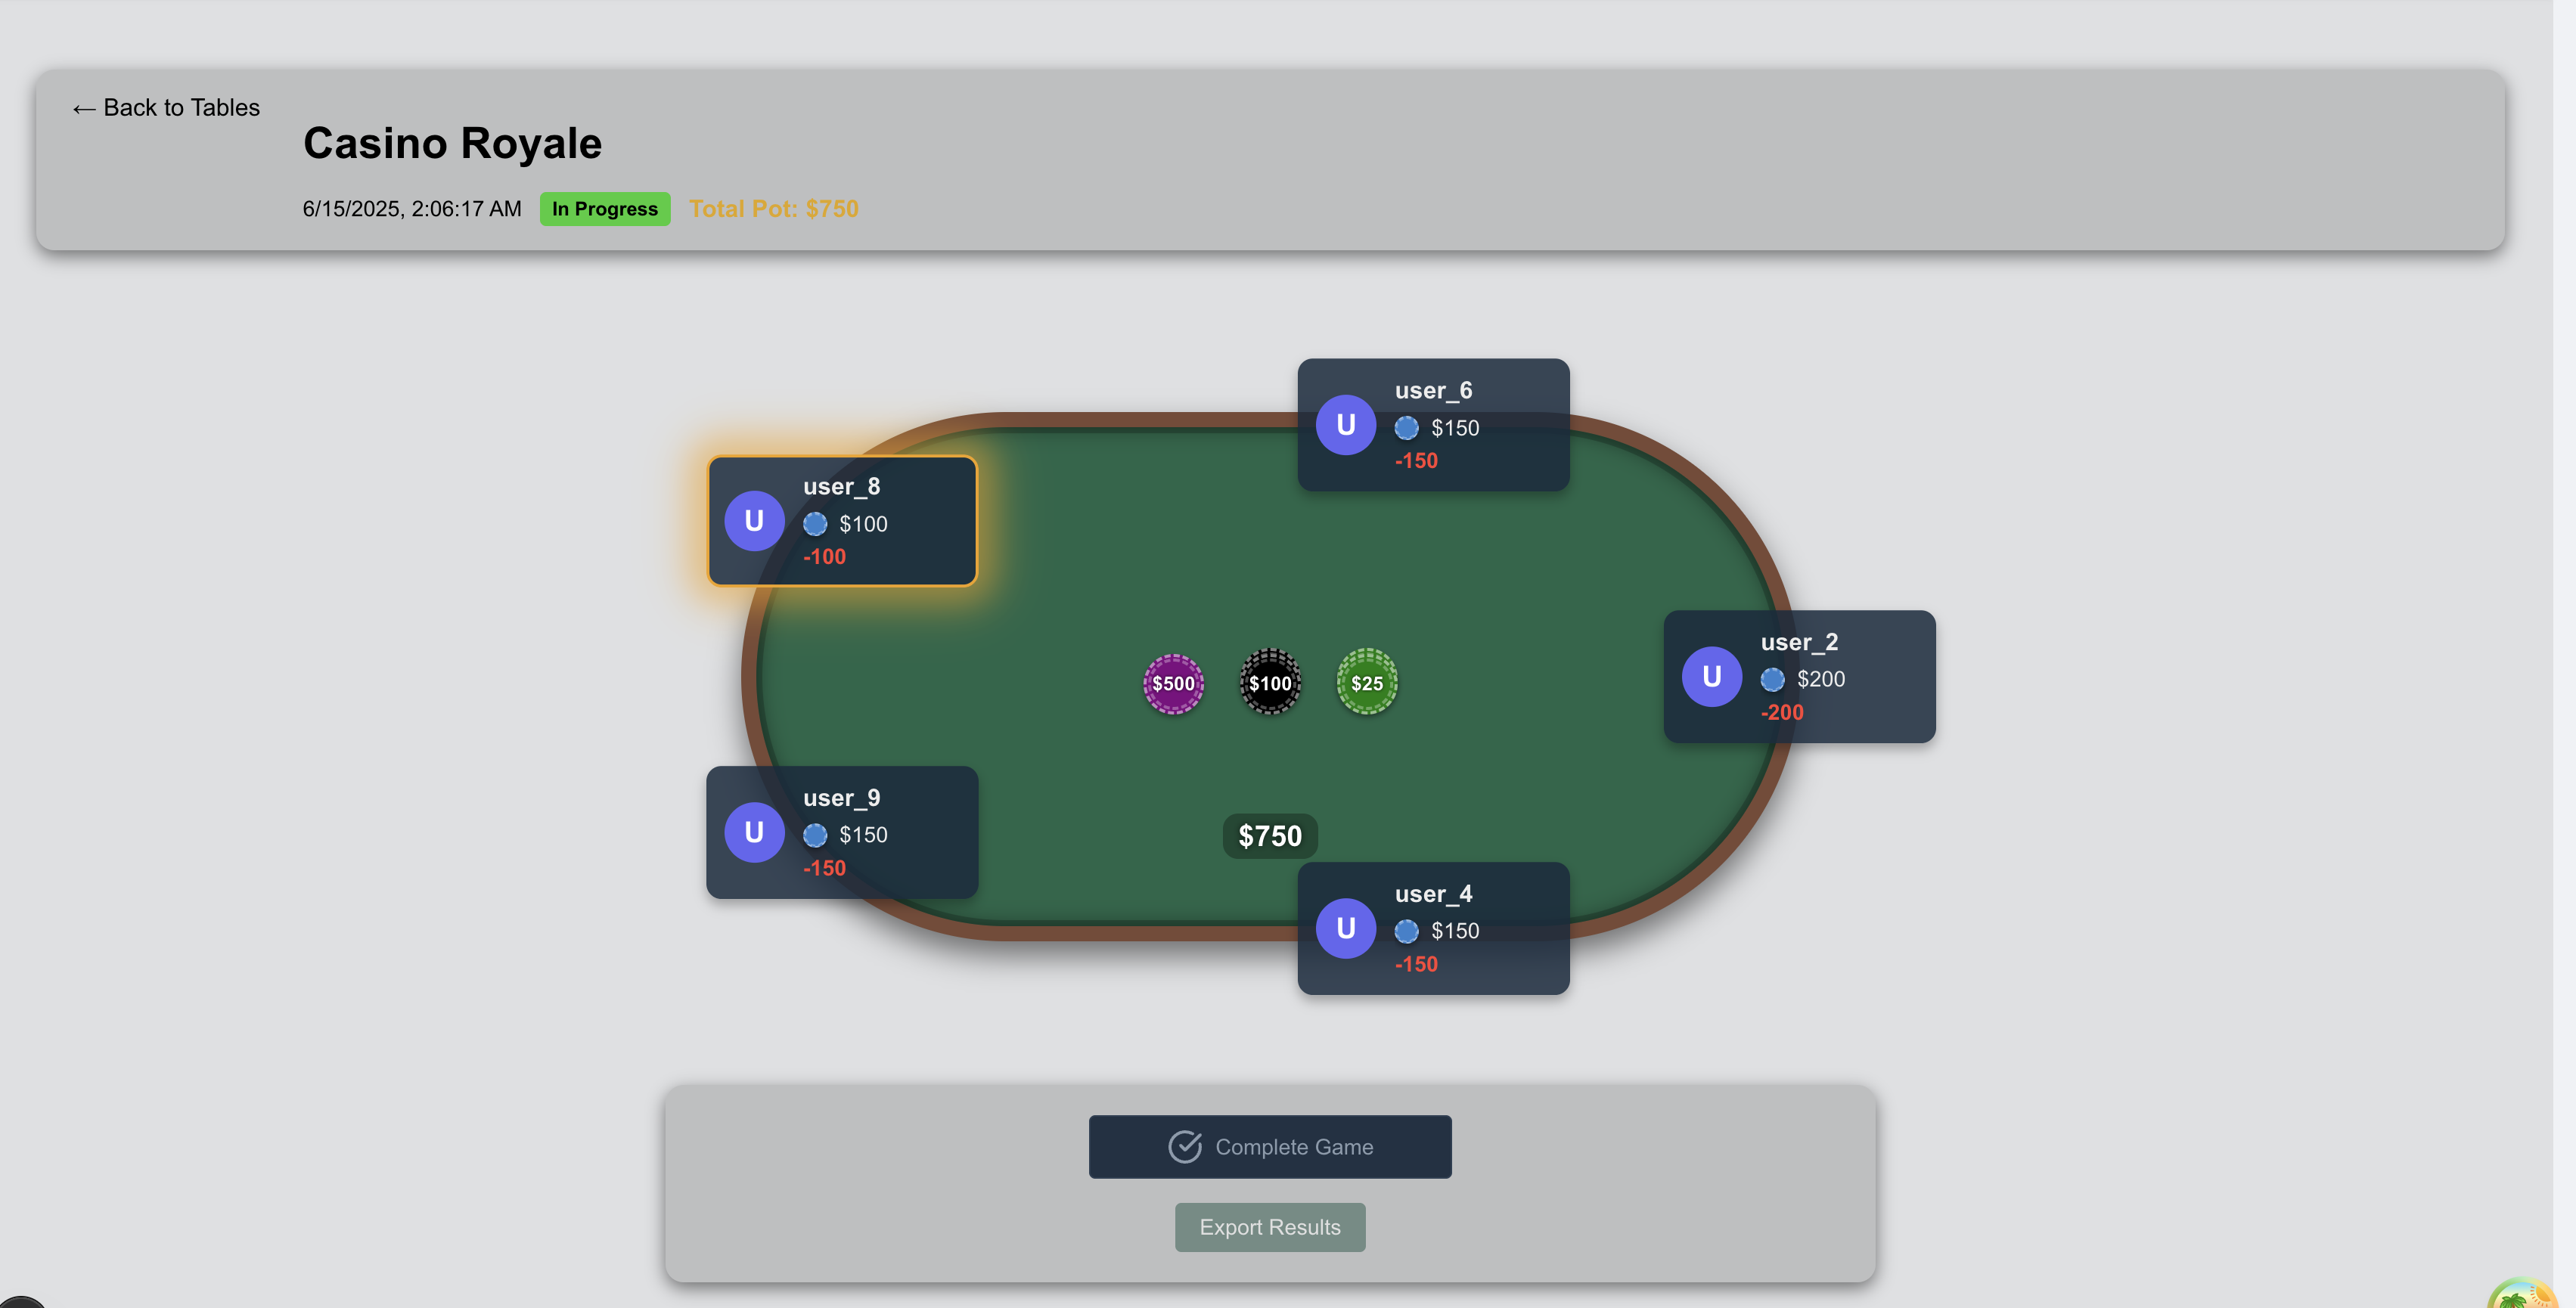 ← Back to Tables
Casino Royale
6/15/2025, 2:06:17 AM In Progress Total Pot: $750
U
user_6
$150
-150
U
user_8
$100
-100
$500 $100 $25
U
user_2
$200
-200
U
user_9
$150
-150
$750
U
user_4
$150
-150
Complete Game
Export Results